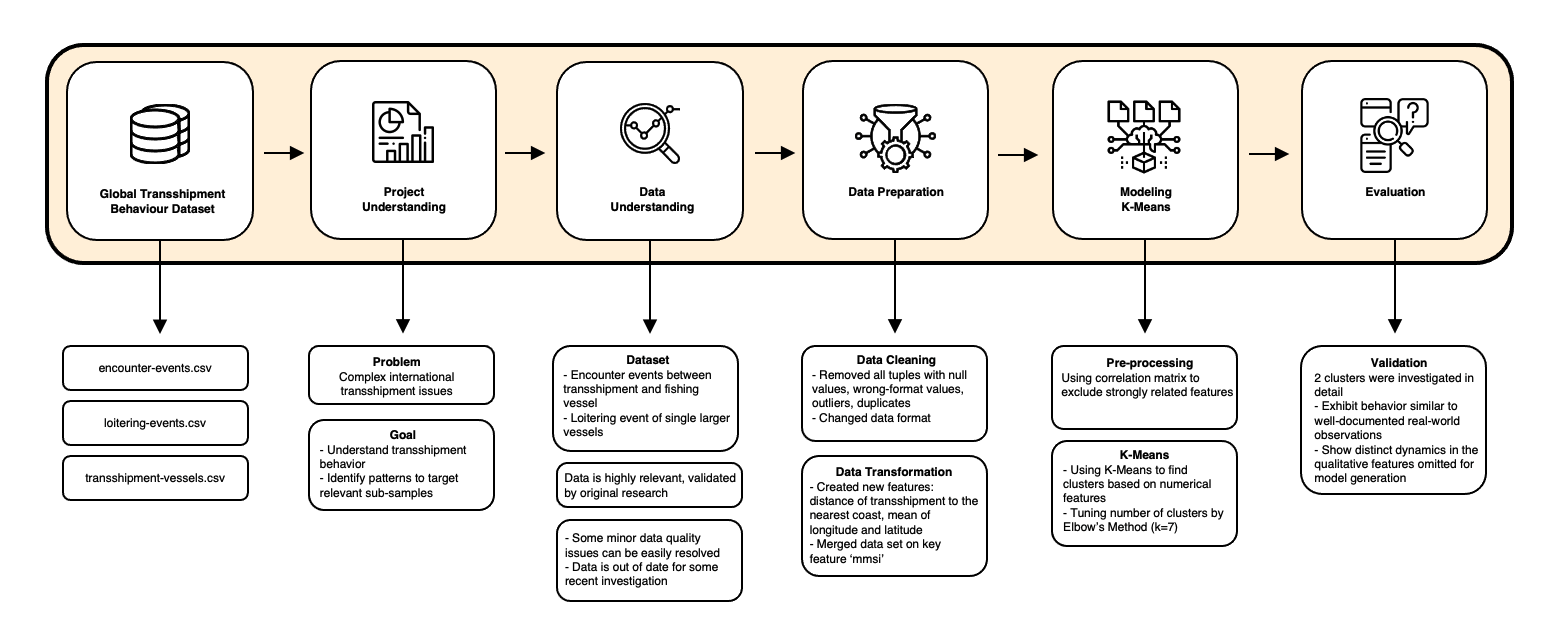 Global Transshipment
Behaviour Dataset
Project
Understanding
Data
Understanding
Data Preparation
Modeling
K-Means
?
Evaluation
encounter-events.csv
loitering-events.csv
transshipment-vessels.csv
Problem
Complex international
transshipment issues
Goal
- Understand transshipment
behavior
- Identify patterns to target
relevant sub-samples
Dataset
- Encounter events between
transshipment and fishing
vessel
- Loitering event of single larger
vessels
Data is highly relevant, validated
by original research
- Some minor data quality
issues can be easily resolved
- Data is out of date for some
recent investigation
Data Cleaning
- Removed all tuples with null
values, wrong-format values,
outliers, duplicates
- Changed data format
Data Transformation
- Created new features:
distance of transshipment to the
nearest coast, mean of
longitude and latitude
- Merged data set on key
feature ‘mmsi’
Pre-processing
Using correlation matrix to
exclude strongly related features
K-Means
- Using K-Means to find
clusters based on numerical
features
- Tuning number of clusters by
Elbow’s Method (k=7)
Validation
2 clusters were investigated in
detail
- Exhibit behavior similar to
well-documented real-world
observations
- Show distinct dynamics in the
qualitative features omitted for
model generation